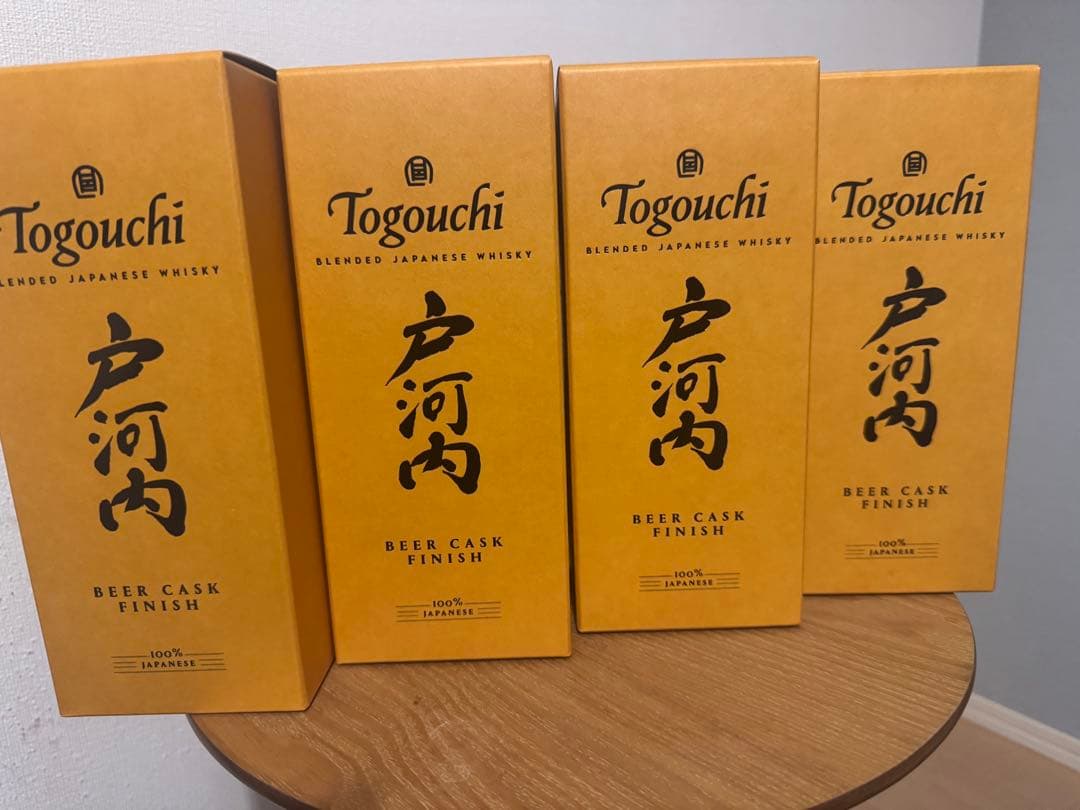 Togouchi
LENDED JAPANESE WHISKY
戸河内
BEER CASK
FINISH
100%
JAPANESE
Togouchi
BLENDED JAPANESE WHISKY
戸河内
BEER CASK
FINISH
100%
JAPANESE
Togouchi
BLENDED JAPANESE WHISKY
戸河内
BEER CASK
FINISH
100%
JAPANESE
Togouchi
BLENDED JAPANESE WHISKY
戸河内
BEER CASK
FINISH
100%
JAPANESE